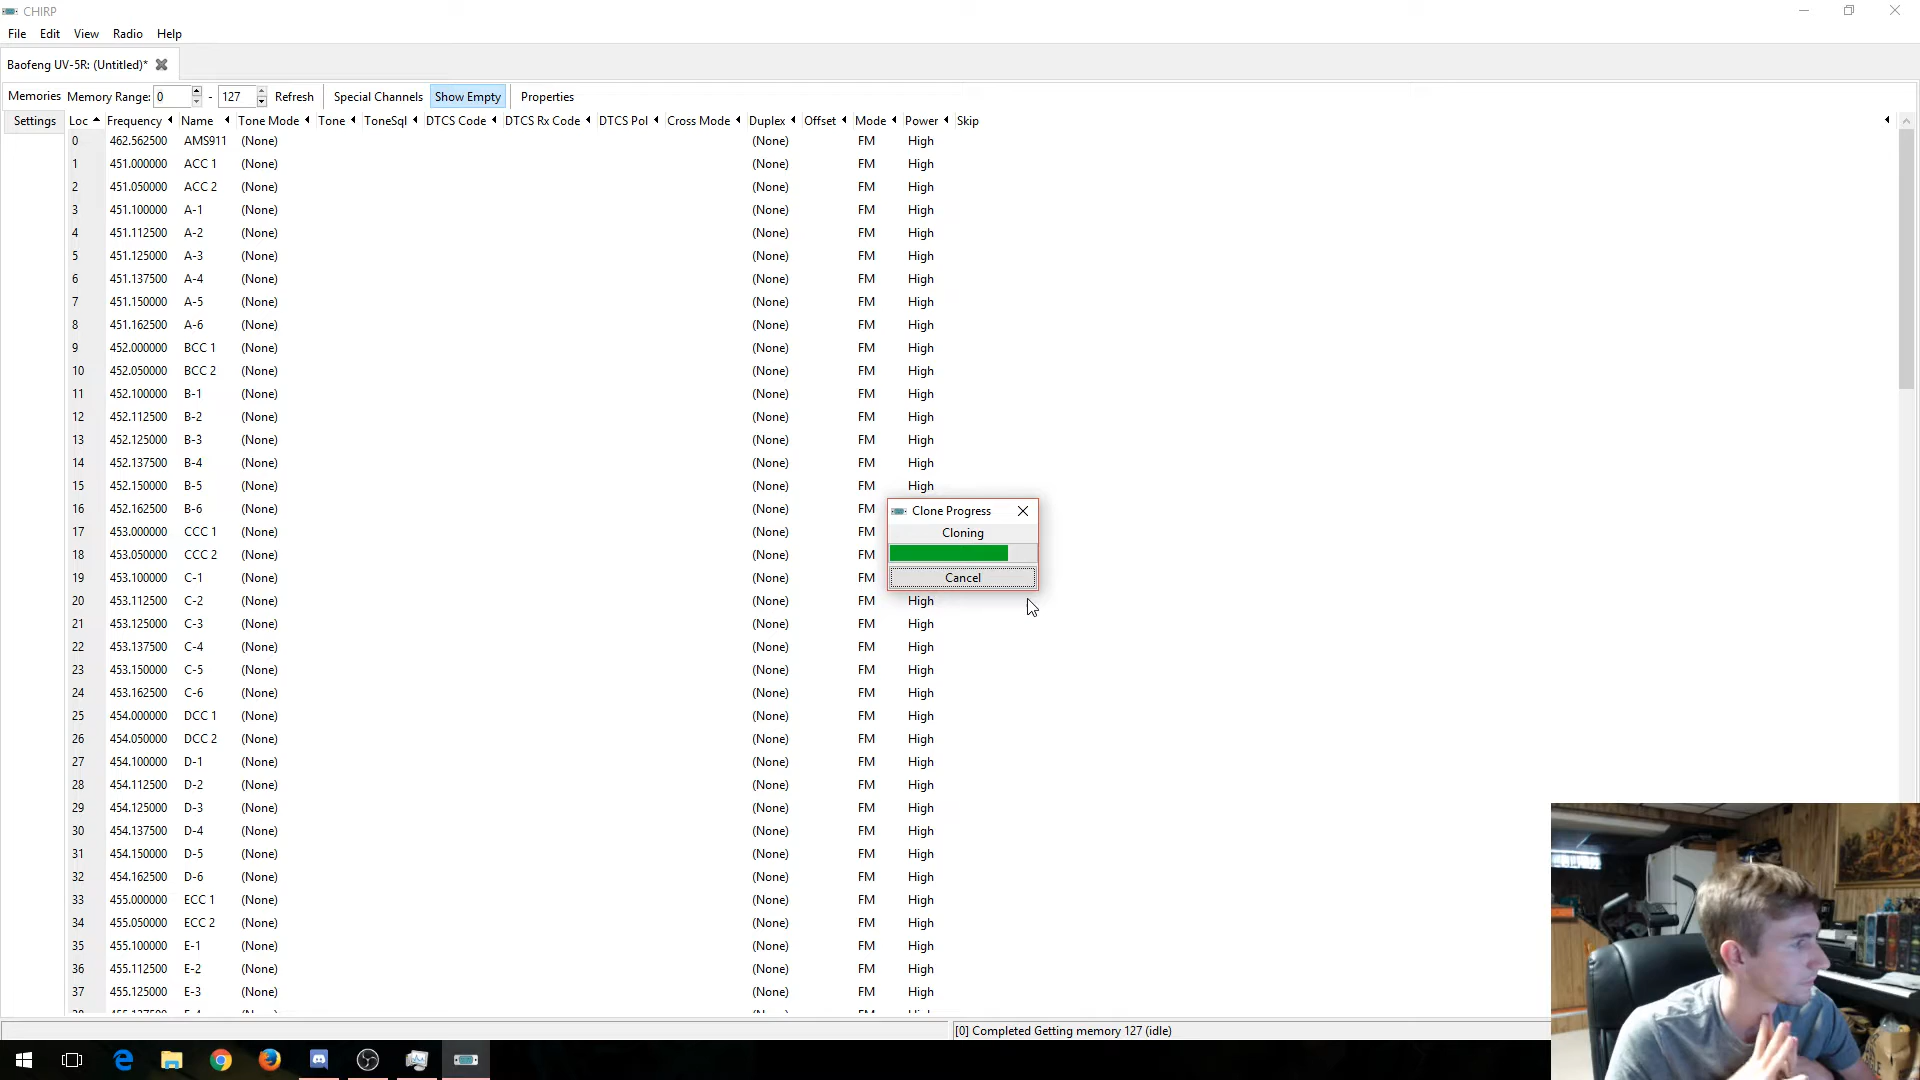 CHIRP
File Edit View Radio Help
Baofeng UV-5R: (Untitled)*
Memories Memory Range: 0 - 127 Refresh Special Channels Show Empty Properties
Settings Loc Frequency Name Tone Mode Tone ToneSql DTCS Code DTCS Rx Code DTCS Pol Cross Mode Duplex Offset Mode Power Skip
0 462.562500 AMS911 (None) (None) FM High
1 451.000000 ACC 1 (None) (None) FM High
2 451.050000 ACC 2 (None) (None) FM High
3 451.100000 A-1 (None) (None) FM High
4 451.112500 A-2 (None) (None) FM High
5 451.125000 A-3 (None) (None) FM High
6 451.137500 A-4 (None) (None) FM High
7 451.150000 A-5 (None) (None) FM High
8 451.162500 A-6 (None) (None) FM High
9 452.000000 BCC 1 (None) (None) FM High
10 452.050000 BCC 2 (None) (None) FM High
11 452.100000 B-1 (None) (None) FM High
12 452.112500 B-2 (None) (None) FM High
13 452.125000 B-3 (None) (None) FM High
14 452.137500 B-4 (None) (None) FM High
15 452.150000 B-5 (None) (None) FM High
16 452.162500 B-6 (None) (None) FM
Clone Progress
17 453.000000 CCC 1 (None) (None) FM
Cloning
18 453.050000 CCC 2 (None) (None) FM
19 453.100000 C-1 (None) (None) FM
Cancel
20 453.112500 C-2 (None) (None) FM High
21 453.125000 C-3 (None) (None) FM High
22 453.137500 C-4 (None) (None) FM High
23 453.150000 C-5 (None) (None) FM High
24 453.162500 C-6 (None) (None) FM High
25 454.000000 DCC 1 (None) (None) FM High
26 454.050000 DCC 2 (None) (None) FM High
27 454.100000 D-1 (None) (None) FM High
28 454.112500 D-2 (None) (None) FM High
29 454.125000 D-3 (None) (None) FM High
30 454.137500 D-4 (None) (None) FM High
31 454.150000 D-5 (None) (None) FM High
32 454.162500 D-6 (None) (None) FM High
33 455.000000 ECC 1 (None) (None) FM High
34 455.050000 ECC 2 (None) (None) FM High
35 455.100000 E-1 (None) (None) FM High
36 455.112500 E-2 (None) (None) FM High
37 455.125000 E-3 (None) (None) FM High
[0] Completed Getting memory 127 (idle)